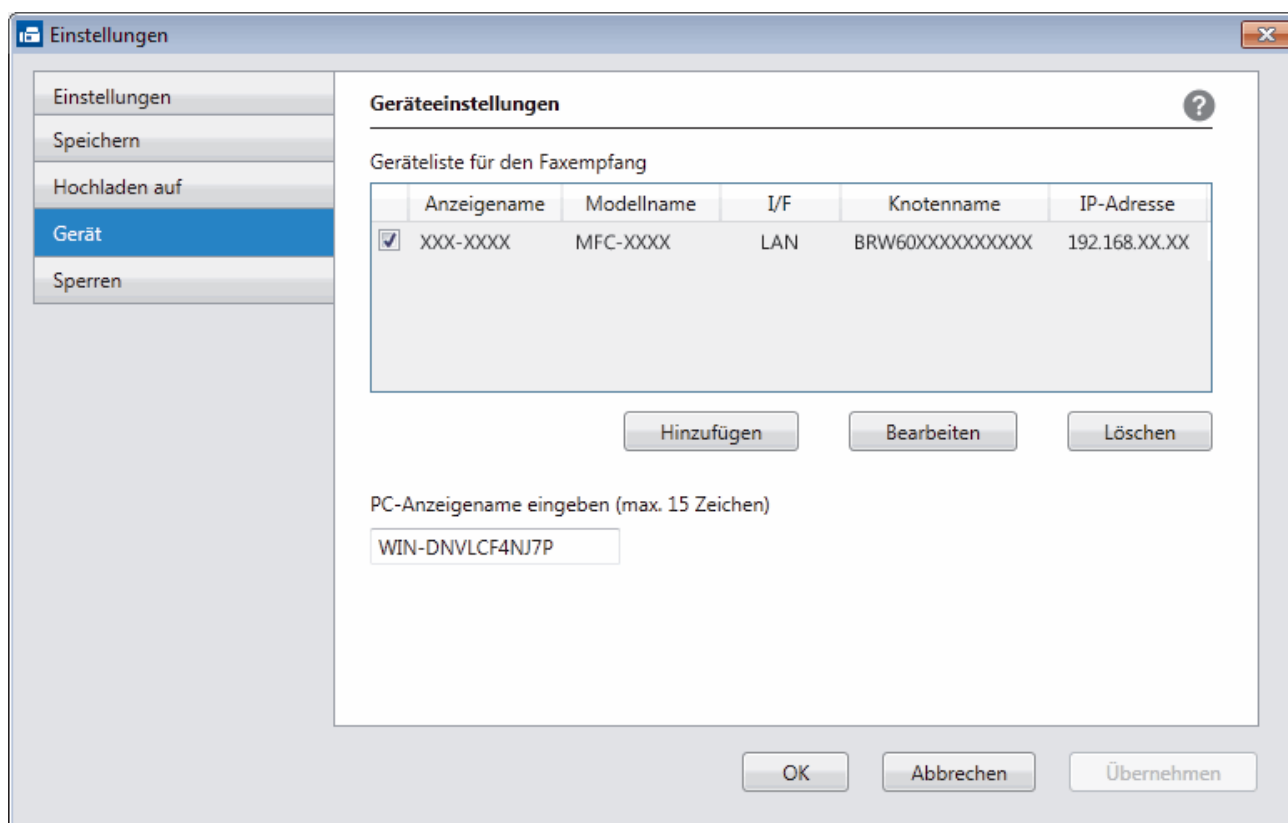 Einstellungen
Einstellungen
Speichern
Hochladen auf
Gerät
Sperren
Geräteeinstellungen
?
Geräteliste für den Faxempfang
Anzeigename Modellname I/F Knotenname IP-Adresse
XXX-XXXX MFC-XXXX LAN BRW60XXXXXXXXXX 192.168.XX.XX
Hinzufügen Bearbeiten Löschen
PC-Anzeigename eingeben (max. 15 Zeichen)
WIN-DNVLCF4NJ7P
OK Abbrechen Übernehmen